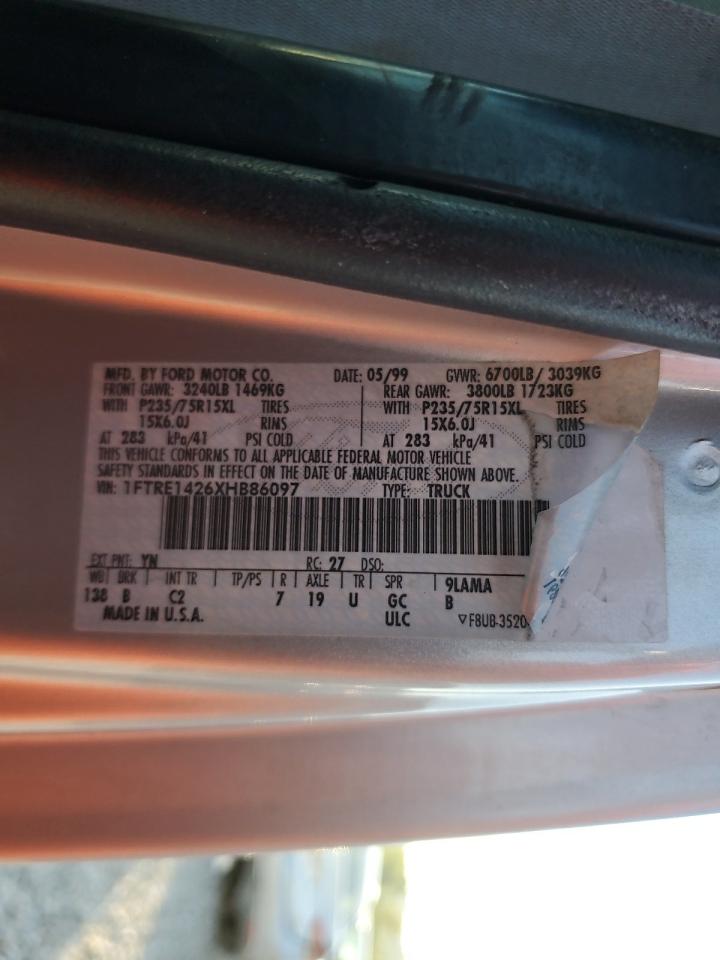 MFD. BY FORD MOTOR CO. DATE: 05/99 GVWR: 6700LB/ 3039KG
FRONT GAWR: 3240LB 1469KG REAR GAWR: 3800LB 1723KG
WITH P235/75R15XL TIRES WITH P235/75R15XL TIRES
15X6.0J RIMS 15X6.0J RIMS
AT 283 kPa/41 PSI COLD AT 283 kPa/41 PSI COLD
THIS VEHICLE CONFORMS TO ALL APPLICABLE FEDERAL MOTOR VEHICLE
SAFETY STANDARDS IN EFFECT ON THE DATE OF MANUFACTURE SHOWN ABOVE.
VIN: 1FTRE1426XHB86097 TYPE: TRUCK
EXT PNT: YN RC: 27 DSO:
WB BRK INT TR TP/PS R AXLE TR SPR 9LAMA
138 B C2 7 19 U GC B
ULC
MADE IN U.S.A. ▽F8UB-3520